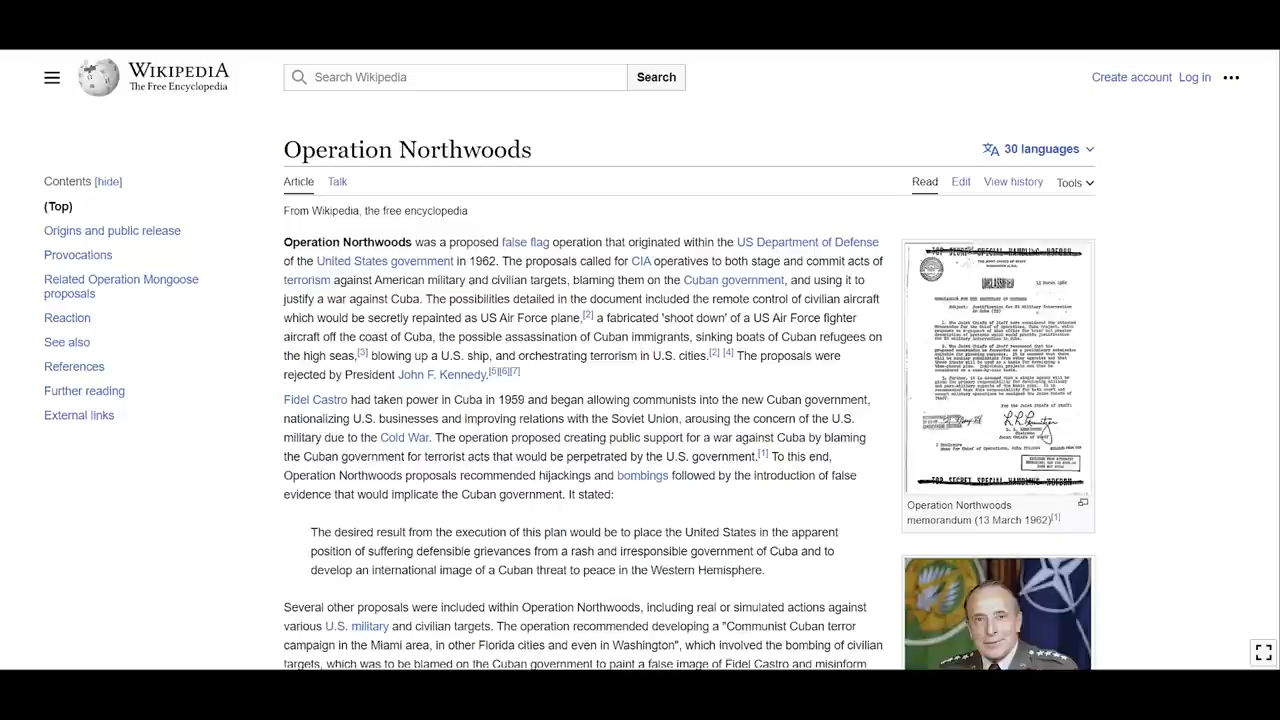 WIKIPEDIA
The Free Encyclopedia
Search Wikipedia
Search
Create account Log in
Operation Northwoods
30 languages
Contents [hide]
(Top)
Origins and public release
Provocations
Related Operation Mongoose
proposals
Reaction
See also
References
Further reading
External links
Article Talk
Read Edit View history Tools
From Wikipedia, the free encyclopedia
Operation Northwoods was a proposed false flag operation that originated within the US Department of Defense
of the United States government in 1962. The proposals called for CIA operatives to both stage and commit acts of
terrorism against American military and civilian targets, blaming them on the Cuban government, and using it to
justify a war against Cuba. The possibilities detailed in the document included the remote control of civilian aircraft
which would be secretly repainted as US Air Force plane,[2] a fabricated 'shoot down' of a US Air Force fighter
aircraft off the coast of Cuba, the possible assassination of Cuban immigrants, sinking boats of Cuban refugees on
the high seas, blowing up a U.S. ship, and orchestrating terrorism in U.S. cities.[2] [4] The proposals were
by President John F. Kennedy.[5][6][7]
Fidel Castro had taken power in Cuba in 1959 and began allowing communists into the new Cuban government,
nationalizing U.S. businesses and improving relations with the Soviet Union, arousing the concern of the U.S.
military due to the Cold War. The operation proposed creating public support for a war against Cuba by blaming
the Cuban government for terrorist acts that would be perpetrated by the U.S. government.[1] To this end,
Operation Northwoods proposals recommended hijackings and bombings followed by the introduction of false
evidence that would implicate the Cuban government. It stated:
The desired result from the execution of this plan would be to place the United States in the apparent
position of suffering defensible grievances from a rash and irresponsible government of Cuba and to
develop an international image of a Cuban threat to peace in the Western Hemisphere.
Several other proposals were included within Operation Northwoods, including real or simulated actions against
various U.S. military and civilian targets. The operation recommended developing a "Communist Cuban terror
campaign in the Miami area, in other Florida cities and even in Washington", which involved the bombing of civilian
targets, which was to be blamed on the Cuban government to paint a false image of Fidel Castro and misinform
UNCLASSIFIED
Operation Northwoods
memorandum (13 March 1962)[1]